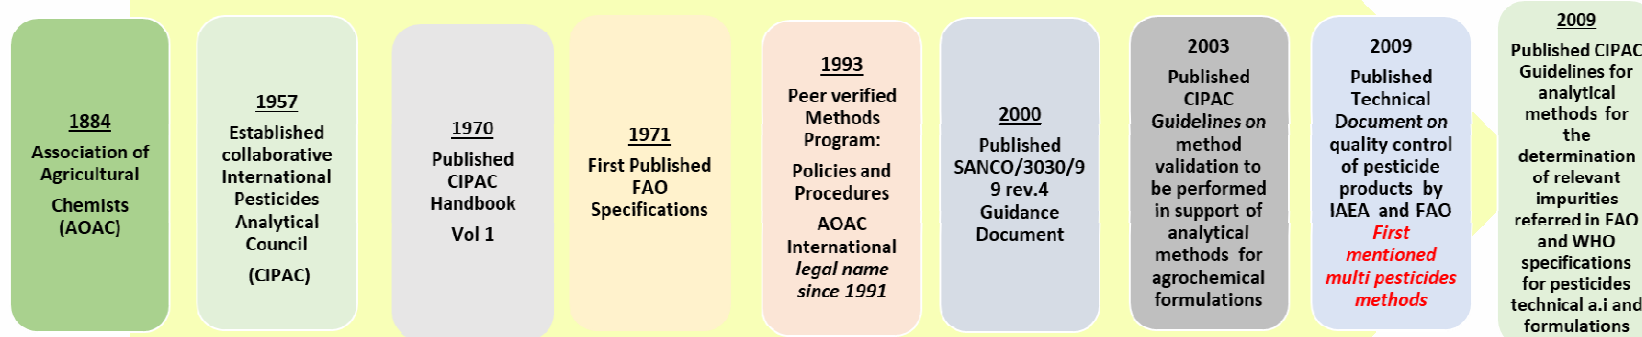 1884
Association of
Agricultural
Chemists
(AOAC)
1957
Established
collaborative
International
Pesticides
Analytical
Council
(CIPAC)
1970
Published
CIPAC
Handbook
Vol 1
1971
First Published
FAO
Specifications
1993
Peer verified
Methods
Program:
Policies and
Procedures
AOAC
International
legal name
since 1991
2000
Published
SANCO/3030/9
9 rev.4
Guidance
Document
2003
Published
CIPAC
Guidelines on
method
validation to
be performed
in support of
analytical
methods for
agrochemical
formulations
2009
Published
Technical
Document on
quality control
of pesticide
products by
IAEA and FAO
First
mentioned
multi pesticides
methods
2009
Published CIPAC
Guidelines for
analytical
methods for
the
determination
of relevant
impurities
referred in FAO
and WHO
specifications
for pesticides
technical a.i and
formulations